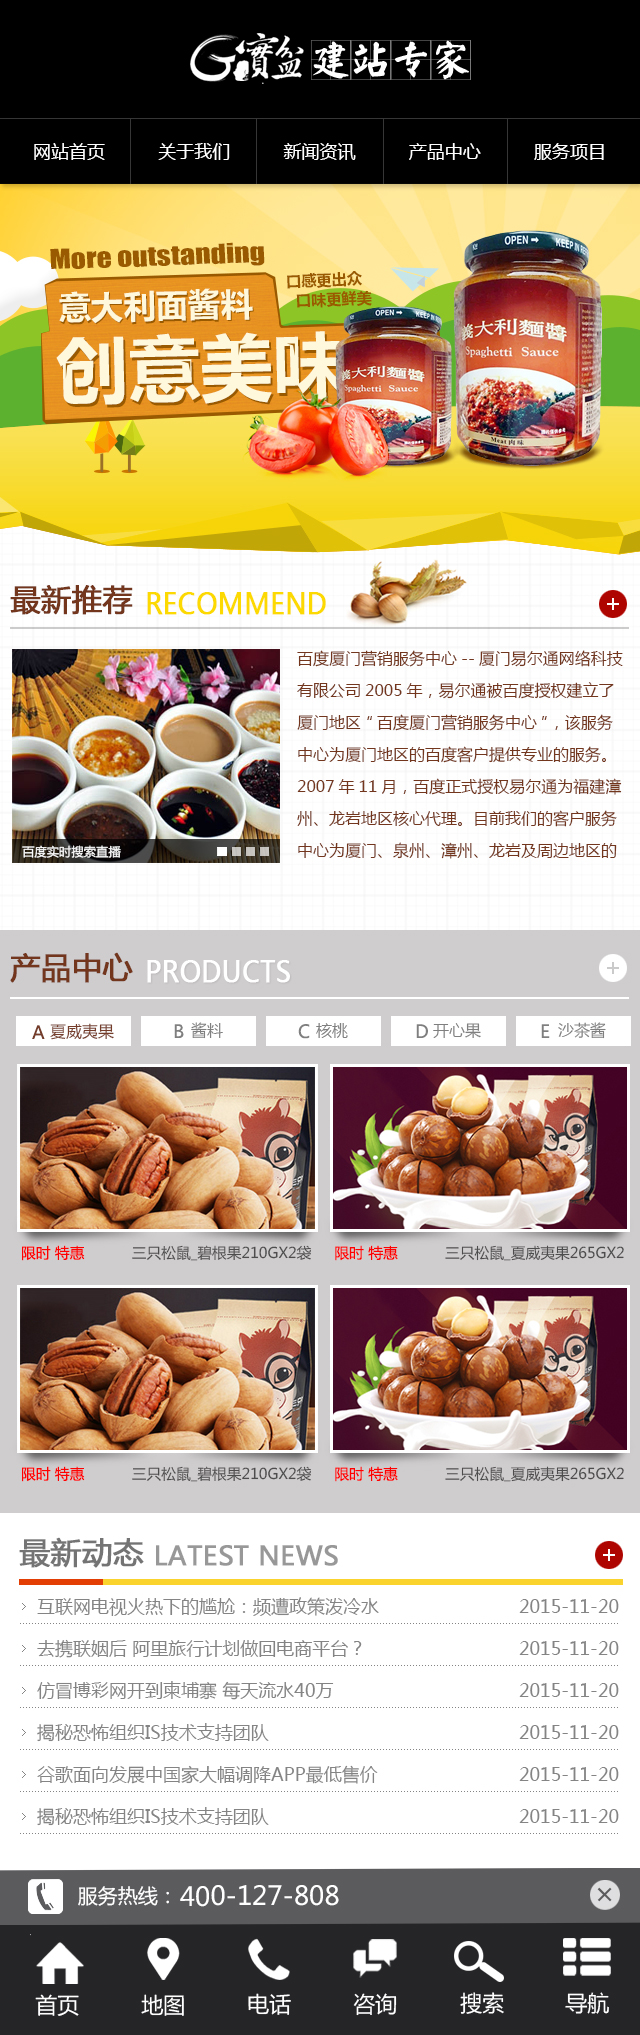 寶盆建站专家
网站首页 关于我们 新闻资讯 产品中心 服务项目
More outstanding
口感更出众
口味更鲜美
意大利面酱料
创意美味
OPEN ➡ KEEP IN REF
義大利麵醬
Spaghetti Sauce
Meat 肉味
OPEN ➡
義大利麵醬
Spaghetti Sauce
最新推荐 RECOMMEND
百度厦门营销服务中心 -- 厦门易尔通网络科技
有限公司 2005 年，易尔通被百度授权建立了
厦门地区 “ 百度厦门营销服务中心 ”，该服务
中心为厦门地区的百度客户提供专业的服务。
2007 年 11 月，百度正式授权易尔通为福建漳
州、龙岩地区核心代理。目前我们的客户服务
中心为厦门、泉州、漳州、龙岩及周边地区的
百度实时搜索直播
产品中心 PRODUCTS
A 夏威夷果 B 酱料 C 核桃 D 开心果 E 沙茶酱
限时 特惠 三只松鼠_碧根果210GX2袋
限时 特惠 三只松鼠_夏威夷果265GX2
限时 特惠 三只松鼠_碧根果210GX2袋
限时 特惠 三只松鼠_夏威夷果265GX2
最新动态 LATEST NEWS
互联网电视火热下的尴尬：频遭政策泼冷水 2015-11-20
去携联姻后 阿里旅行计划做回电商平台？ 2015-11-20
仿冒博彩网开到柬埔寨 每天流水40万 2015-11-20
揭秘恐怖组织IS技术支持团队 2015-11-20
谷歌面向发展中国家大幅调降APP最低售价 2015-11-20
揭秘恐怖组织IS技术支持团队 2015-11-20
服务热线：400-127-808
首页 地图 电话 咨询 搜索 导航